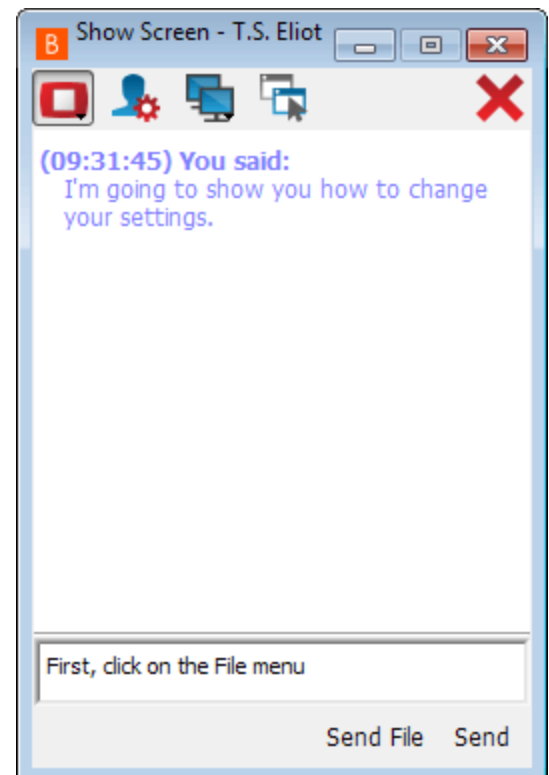 B Show Screen - T.S. Eliot
(09:31:45) You said:
I'm going to show you how to change
your settings.
First, click on the File menu
Send File Send